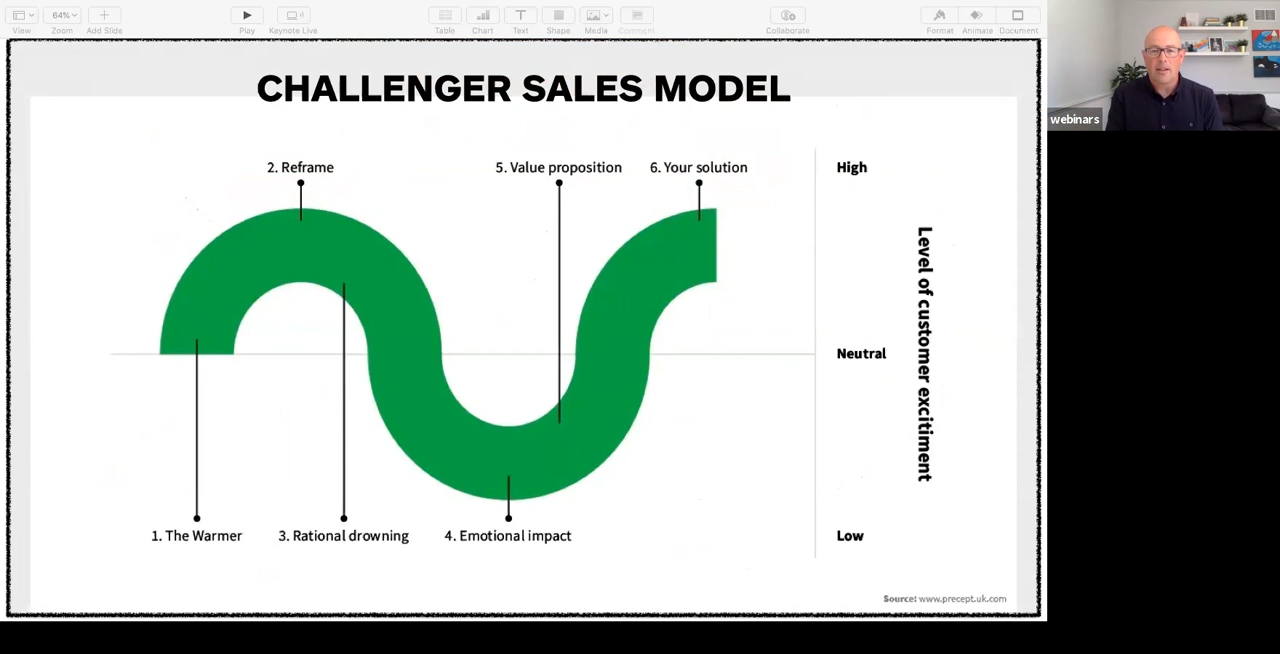 View
64%
Zoom
Add Slide
Play
Keynote Live
Table
Chart
Text
Shape
Media
Comment
Collaborate
Format
Animate
Document
CHALLENGER SALES MODEL
2. Reframe
5. Value proposition
6. Your solution
High
Level of customer excitiment
Neutral
1. The Warmer
3. Rational drowning
4. Emotional impact
Low
Source: www.precept.uk.com
webinars